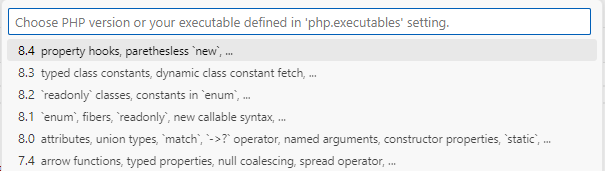 Choose PHP version or your executable defined in 'php.executables' setting.
8.4 property hooks, parethesless `new`, ...
8.3 typed class constants, dynamic class constant fetch, ...
8.2 `readonly` classes, constants in `enum`, ...
8.1 `enum`, fibers, `readonly`, new callable syntax, ...
8.0 attributes, union types, `match`, `->?` operator, named arguments, constructor properties, `static`, ...
7.4 arrow functions, typed properties, null coalescing, spread operator, ...